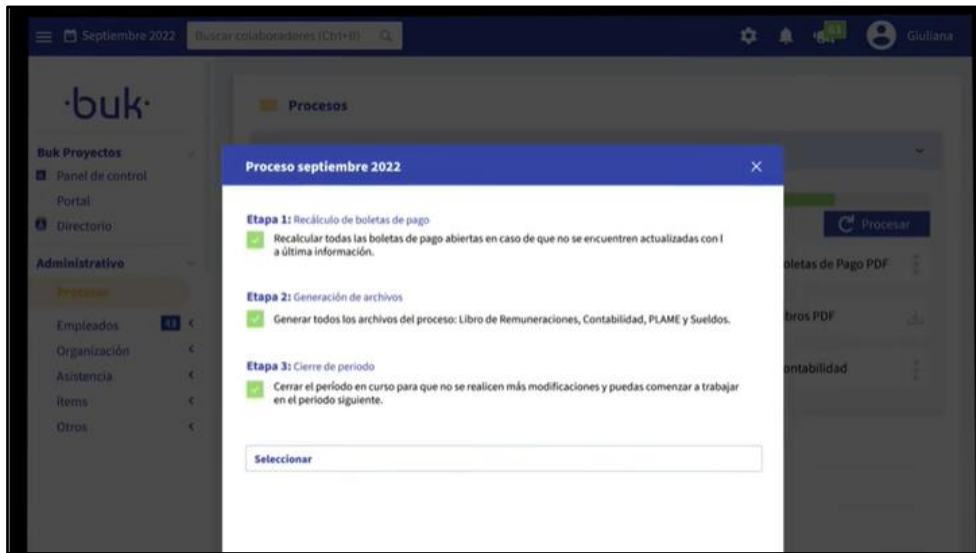 Septiembre 2022
Buscar colaboradores (Ctrl+B)
63
Giuliana
·buk·
Procesos
Buk Proyectos
Panel de control
Portal
Directorio
Administrativo
Procesos
Empleados 43
Organización
Asistencia
Items
Otros
Proceso septiembre 2022
Etapa 1: Recálculo de boletas de pago
Recalcular todas las boletas de pago abiertas en caso de que no se encuentren actualizadas con l
a última información.
Etapa 2: Generación de archivos
Generar todos los archivos del proceso: Libro de Remuneraciones, Contabilidad, PLAME y Sueldos.
Etapa 3: Cierre de periodo
Cerrar el período en curso para que no se realicen más modificaciones y puedas comenzar a trabajar
en el periodo siguiente.
Seleccionar
Procesar
oletas de Pago PDF
bros PDF
ontabilidad